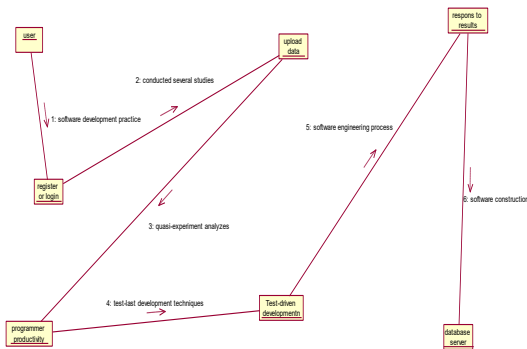 user
upload
data
respons to
results
2: conducted several studies
1: software development practice
5: software engineering process
register
or login
6: software construction
3: quasi-experiment analyzes
4: test-last development techniques
Test-driven
developmentn
programmer
productivity
database
server